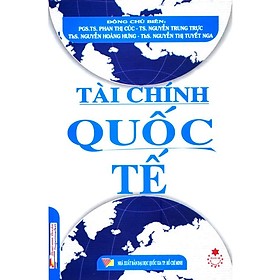 ĐỒNG CHỦ BIÊN:
PGS.TS. PHAN THỊ CÚC - TS. NGUYỄN TRUNG TRỰC
ThS. NGUYỄN HOÀNG HƯNG - ThS. NGUYỄN THỊ TUYẾT NGA
TÀI CHÍNH
QUỐC
TẾ
NHÀ XUẤT BẢN ĐẠI HỌC QUỐC GIA TP. HỒ CHÍ MINH